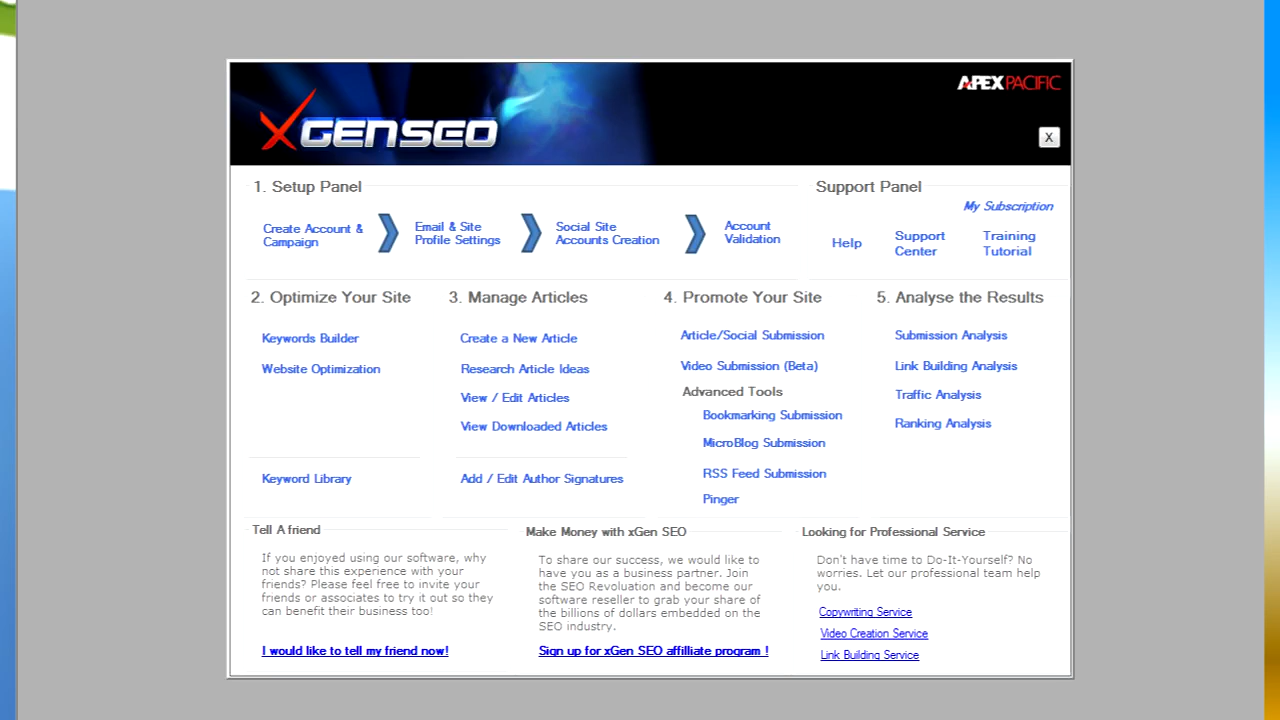 XGENSEO
APEX PACIFIC
X
1. Setup Panel
Create Account &
Campaign
Email & Site
Profile Settings
Social Site
Accounts Creation
Account
Validation
Support Panel
My Subscription
Help
Support
Center
Training
Tutorial
2. Optimize Your Site
Keywords Builder
Website Optimization
Keyword Library
3. Manage Articles
Create a New Article
Research Article Ideas
View / Edit Articles
View Downloaded Articles
Add / Edit Author Signatures
4. Promote Your Site
Article/Social Submission
Video Submission (Beta)
Advanced Tools
Bookmarking Submission
MicroBlog Submission
RSS Feed Submission
Pinger
5. Analyse the Results
Submission Analysis
Link Building Analysis
Traffic Analysis
Ranking Analysis
Tell A friend
If you enjoyed using our software, why
not share this experience with your
friends? Please feel free to invite your
friends or associates to try it out so they
can benefit their business too!
I would like to tell my friend now!
Make Money with xGen SEO
To share our success, we would like to
have you as a business partner. Join
the SEO Revoluation and become our
software reseller to grab your share of
the billions of dollars embedded on the
SEO industry.
Sign up for xGen SEO affilliate program !
Looking for Professional Service
Don't have time to Do-It-Yourself? No
worries. Let our professional team help
you.
Copywriting Service
Video Creation Service
Link Building Service